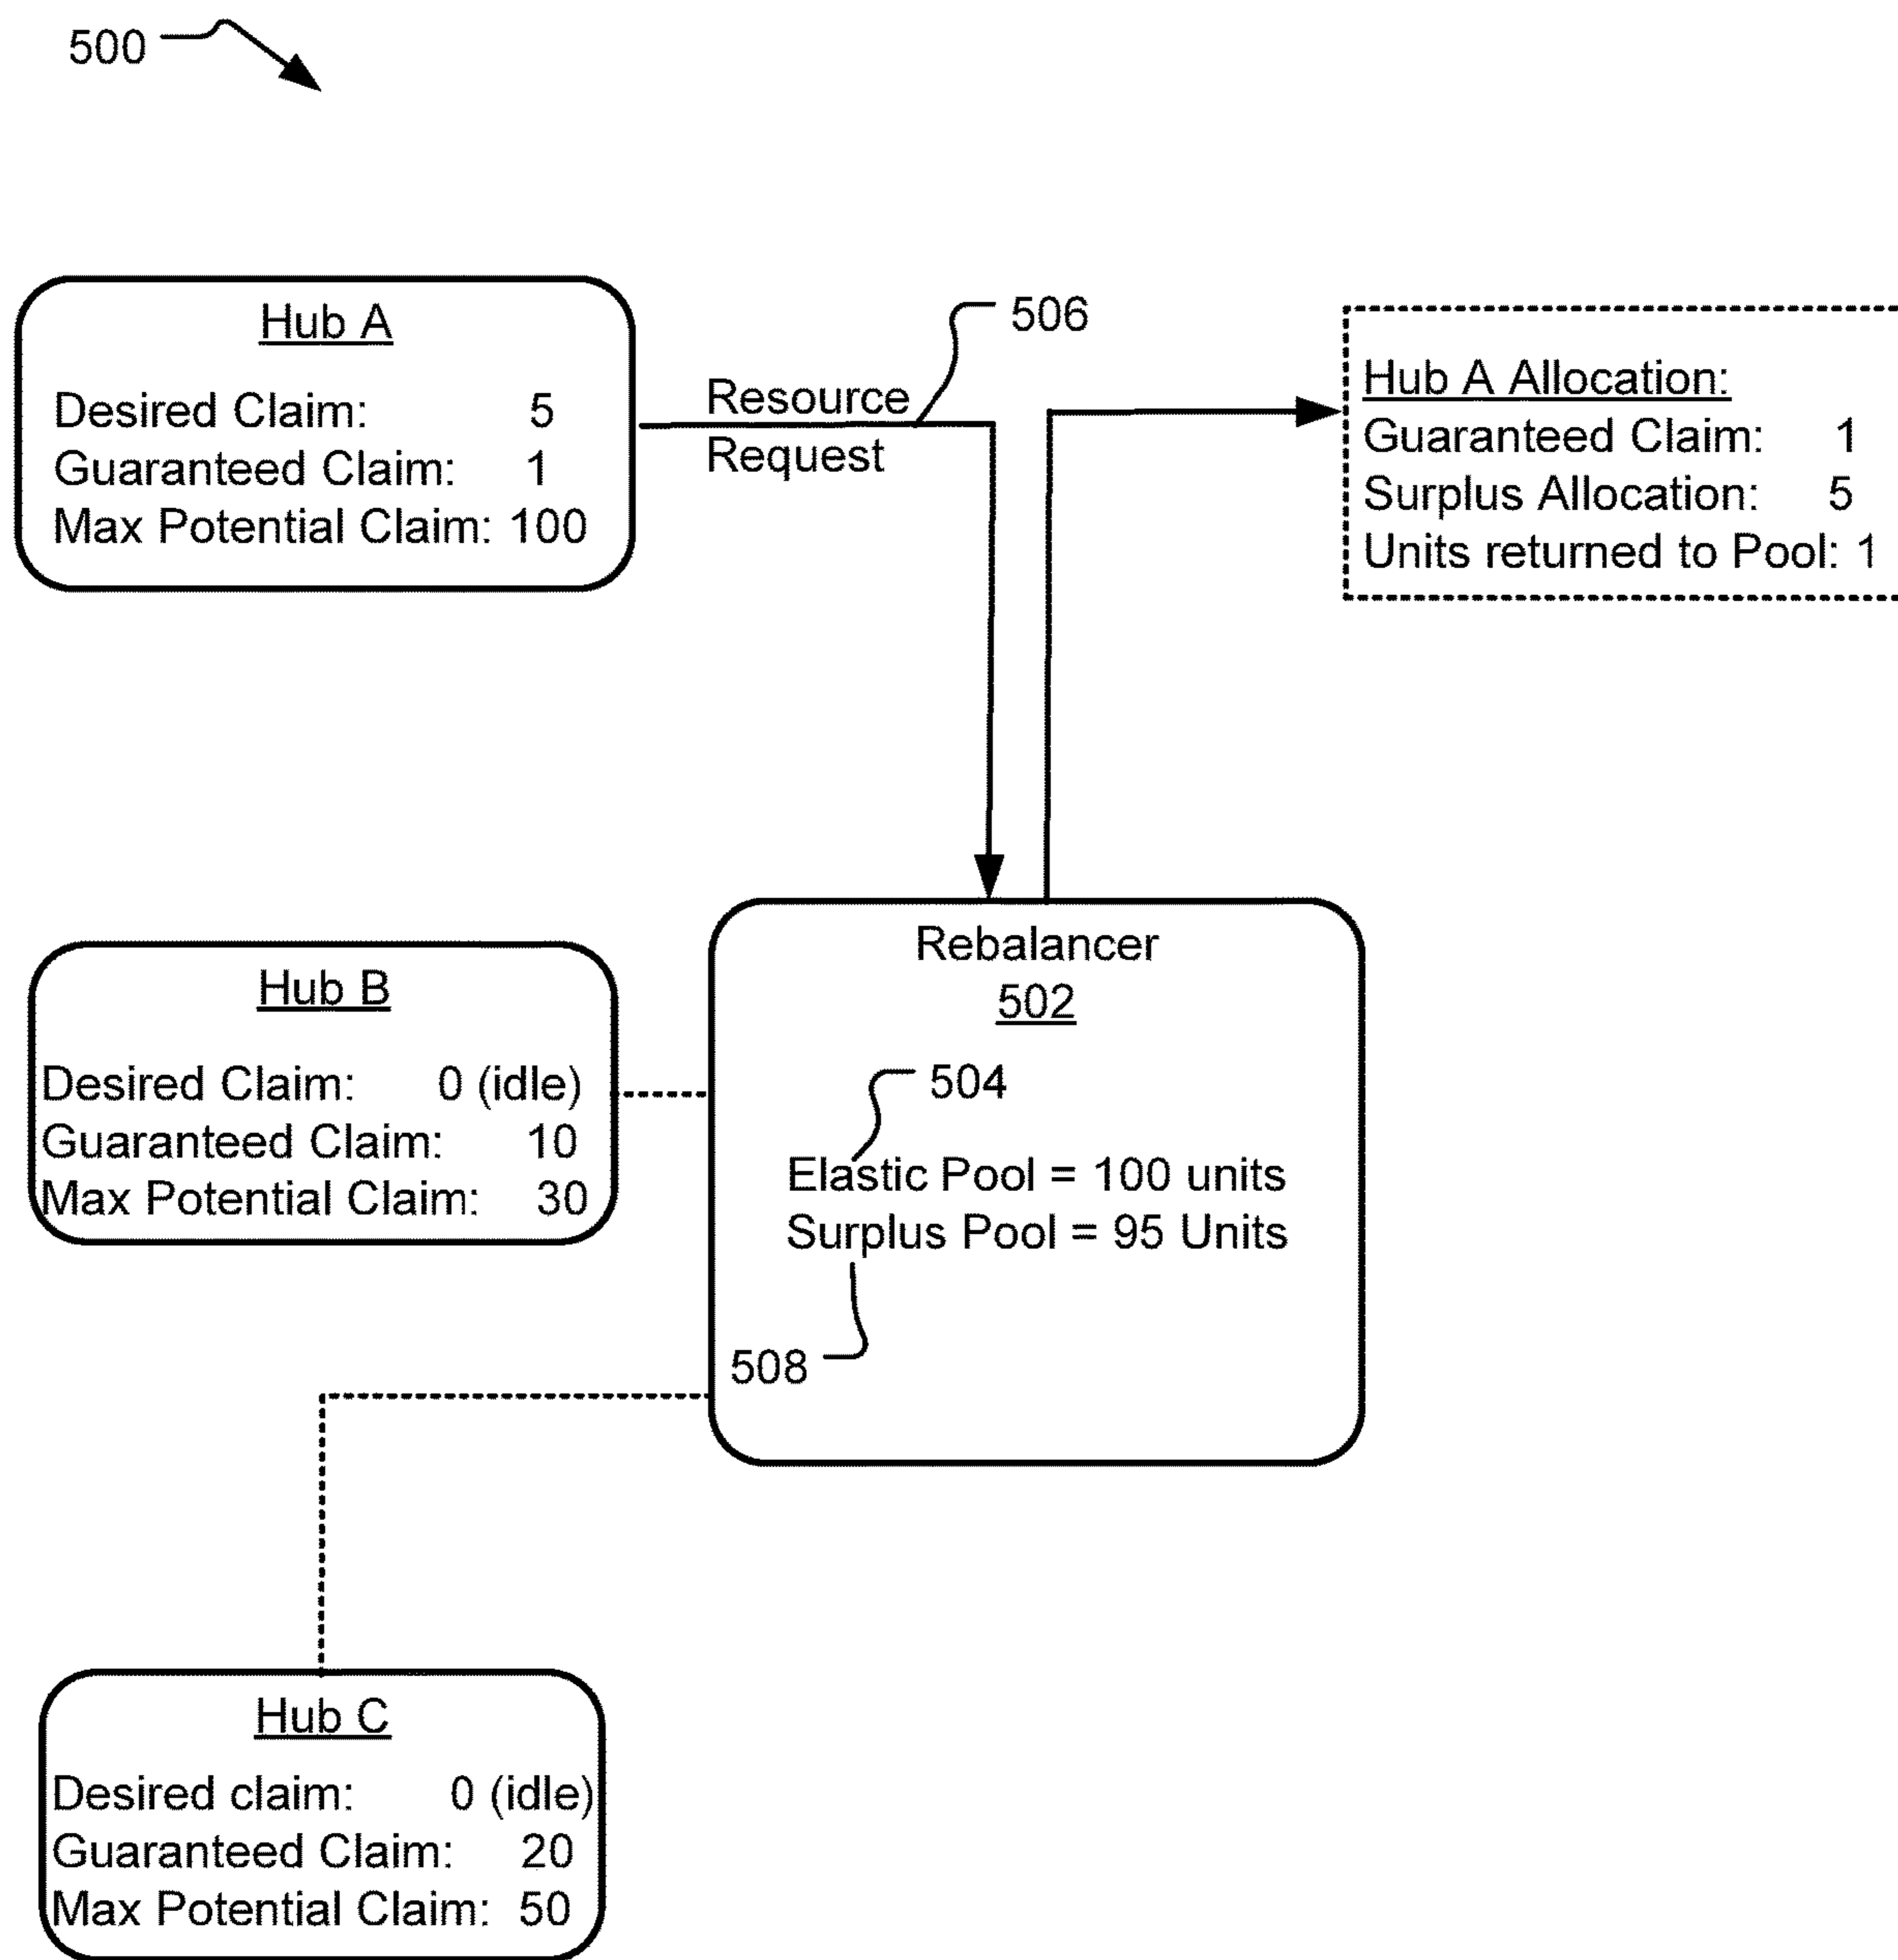 500
Hub A
Desired Claim: 5
Guaranteed Claim: 1
Max Potential Claim: 100
Resource
Request
506
Hub A Allocation:
Guaranteed Claim: 1
Surplus Allocation: 5
Units returned to Pool: 1
Hub B
Desired Claim: 0 (idle)
Guaranteed Claim: 10
Max Potential Claim: 30
Rebalancer
502
504
Elastic Pool = 100 units
Surplus Pool = 95 Units
508
Hub C
Desired claim: 0 (idle)
Guaranteed Claim: 20
Max Potential Claim: 50